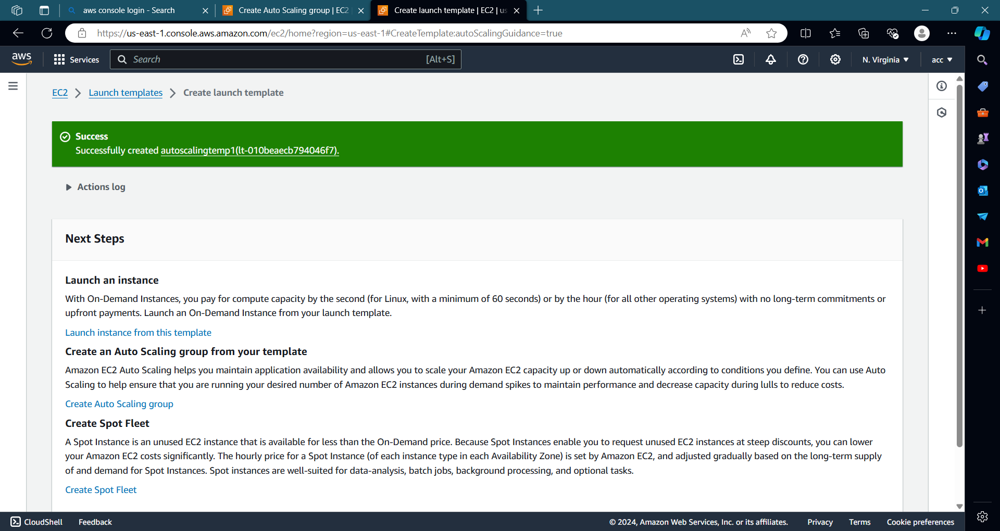 aws console login - Search
Create Auto Scaling group | EC2
Create launch template | EC2 | us
https://us-east-1.console.aws.amazon.com/ec2/home?region=us-east-1#CreateTemplate:autoScalingGuidance=true
aws
Services
Search
[Alt+S]
N. Virginia
acc
EC2
Launch templates
Create launch template
Success
Successfully created autoscalingtemp1(lt-010beaecb794046f7).
Actions log
Next Steps
Launch an instance
With On-Demand Instances, you pay for compute capacity by the second (for Linux, with a minimum of 60 seconds) or by the hour (for all other operating systems) with no long-term commitments or
upfront payments. Launch an On-Demand Instance from your launch template.
Launch instance from this template
Create an Auto Scaling group from your template
Amazon EC2 Auto Scaling helps you maintain application availability and allows you to scale your Amazon EC2 capacity up or down automatically according to conditions you define. You can use Auto
Scaling to help ensure that you are running your desired number of Amazon EC2 instances during demand spikes to maintain performance and decrease capacity during lulls to reduce costs.
Create Auto Scaling group
Create Spot Fleet
A Spot Instance is an unused EC2 instance that is available for less than the On-Demand price. Because Spot Instances enable you to request unused EC2 instances at steep discounts, you can lower
your Amazon EC2 costs significantly. The hourly price for a Spot Instance (of each instance type in each Availability Zone) is set by Amazon EC2, and adjusted gradually based on the long-term supply
of and demand for Spot Instances. Spot instances are well-suited for data-analysis, batch jobs, background processing, and optional tasks.
Create Spot Fleet
CloudShell
Feedback
© 2024, Amazon Web Services, Inc. or its affiliates.
Privacy
Terms
Cookie preferences